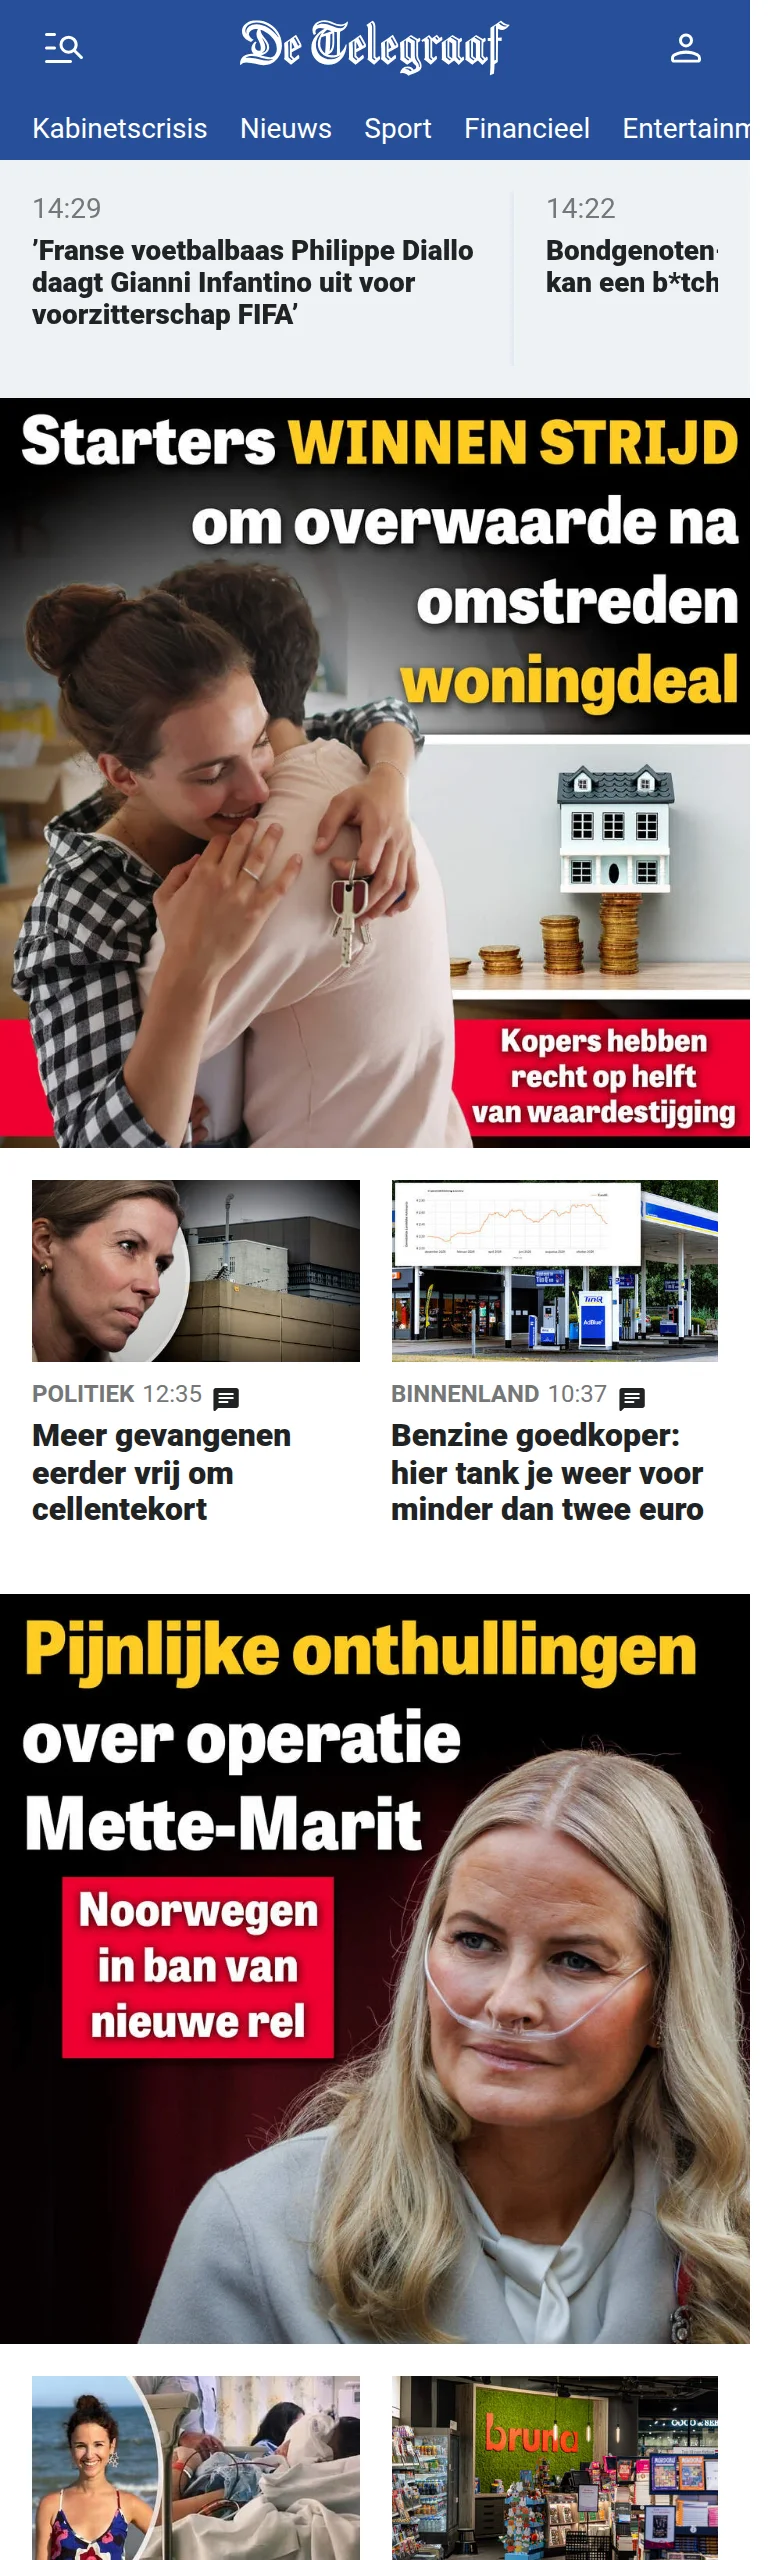 De Telegraaf
Kabinetscrisis Nieuws Sport Financieel Entertainm
14:29
’Franse voetbalbaas Philippe Diallo
daagt Gianni Infantino uit voor
voorzitterschap FIFA’
14:22
Bondgenoten-
kan een b*tch
Starters WINNEN STRIJD
om overwaarde na
omstreden
woningdeal
Kopers hebben
recht op helft
van waardestijging
POLITIEK 12:35
Meer gevangenen
eerder vrij om
cellentekort
TinQ
AdBlue
BINNENLAND 10:37
Benzine goedkoper:
hier tank je weer voor
minder dan twee euro
Pijnlijke onthullingen
over operatie
Mette-Marit
Noorwegen
in ban van
nieuwe rel
bruna